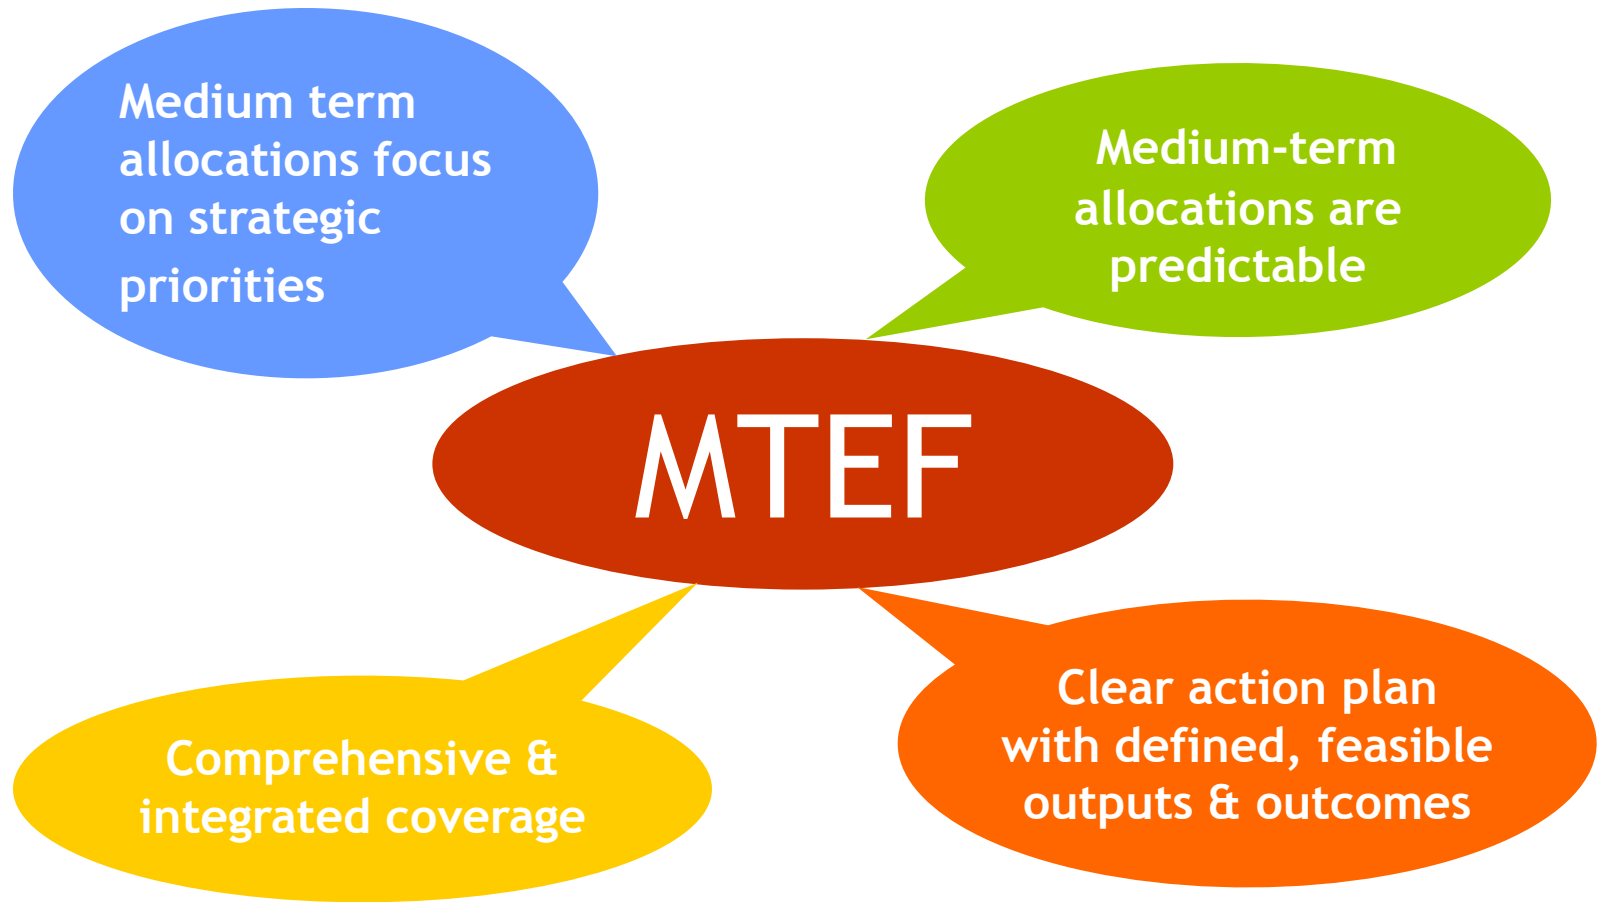 Medium term
allocations focus
on strategic
priorities
Medium-term
allocations are
predictable
MTEF
Comprehensive &
integrated coverage
Clear action plan
with defined, feasible
outputs & outcomes